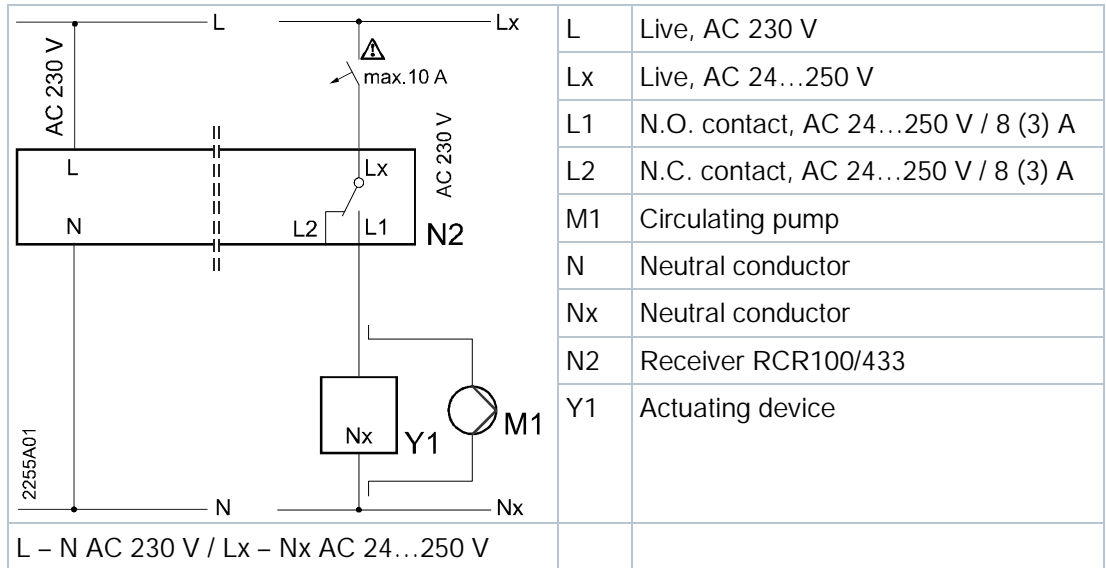 L
Lx
AC 230 V
max.10 A
AC 230 V
L
Lx
N
L2
L1
N2
Nx
Y1
M1
2255A01
N
Nx
L – N AC 230 V / Lx – Nx AC 24…250 V
L Live, AC 230 V
Lx Live, AC 24…250 V
L1 N.O. contact, AC 24…250 V / 8 (3) A
L2 N.C. contact, AC 24…250 V / 8 (3) A
M1 Circulating pump
N Neutral conductor
Nx Neutral conductor
N2 Receiver RCR100/433
Y1 Actuating device